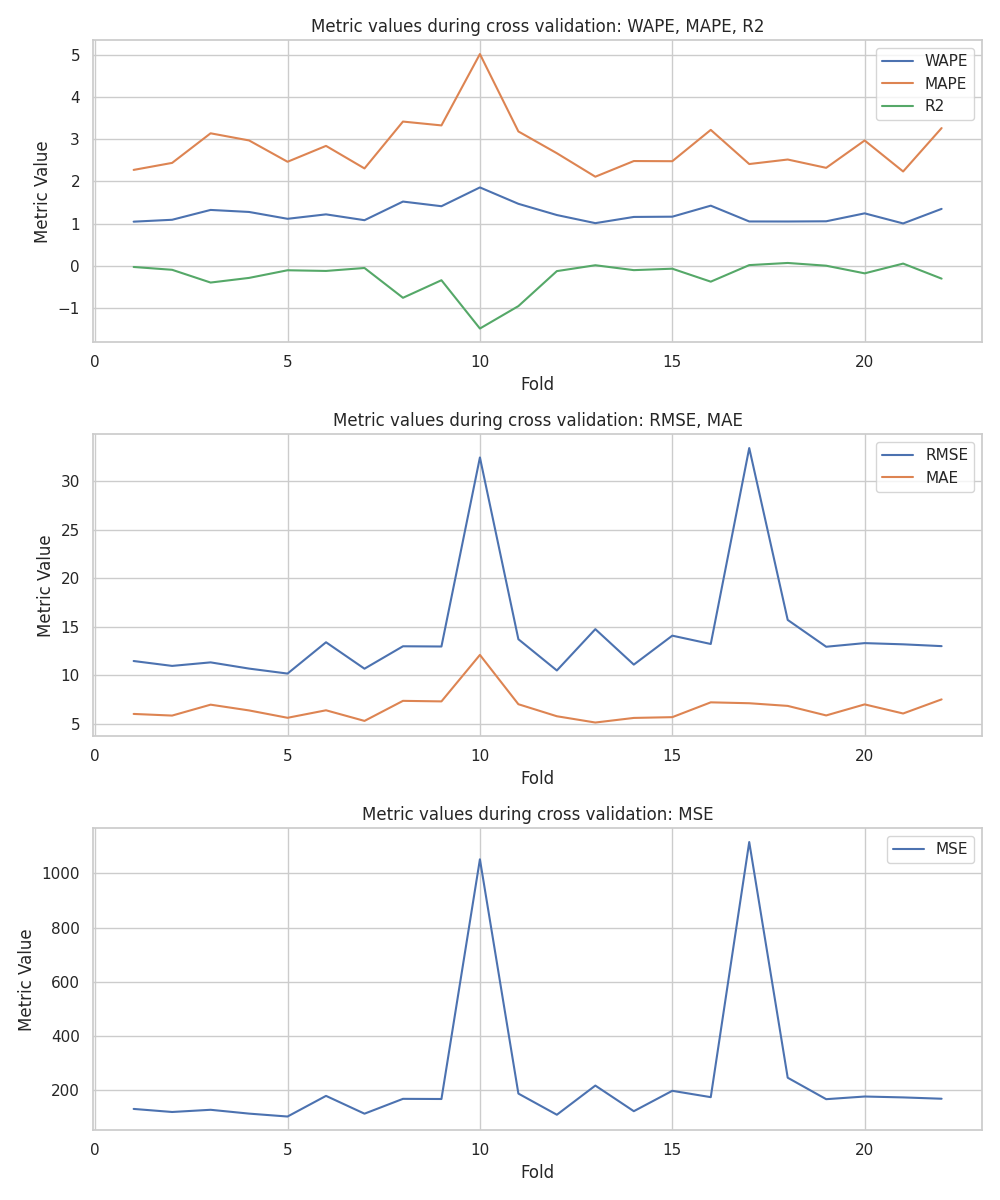 Metric values during cross validation: WAPE, MAPE, R2
5
4
3
2
1
0
−1
Metric Value
WAPE
MAPE
R2
0 5 10 15 20
Fold
Metric values during cross validation: RMSE, MAE
30
25
20
15
10
5
Metric Value
RMSE
MAE
0 5 10 15 20
Fold
Metric values during cross validation: MSE
1000
800
600
400
200
Metric Value
MSE
0 5 10 15 20
Fold